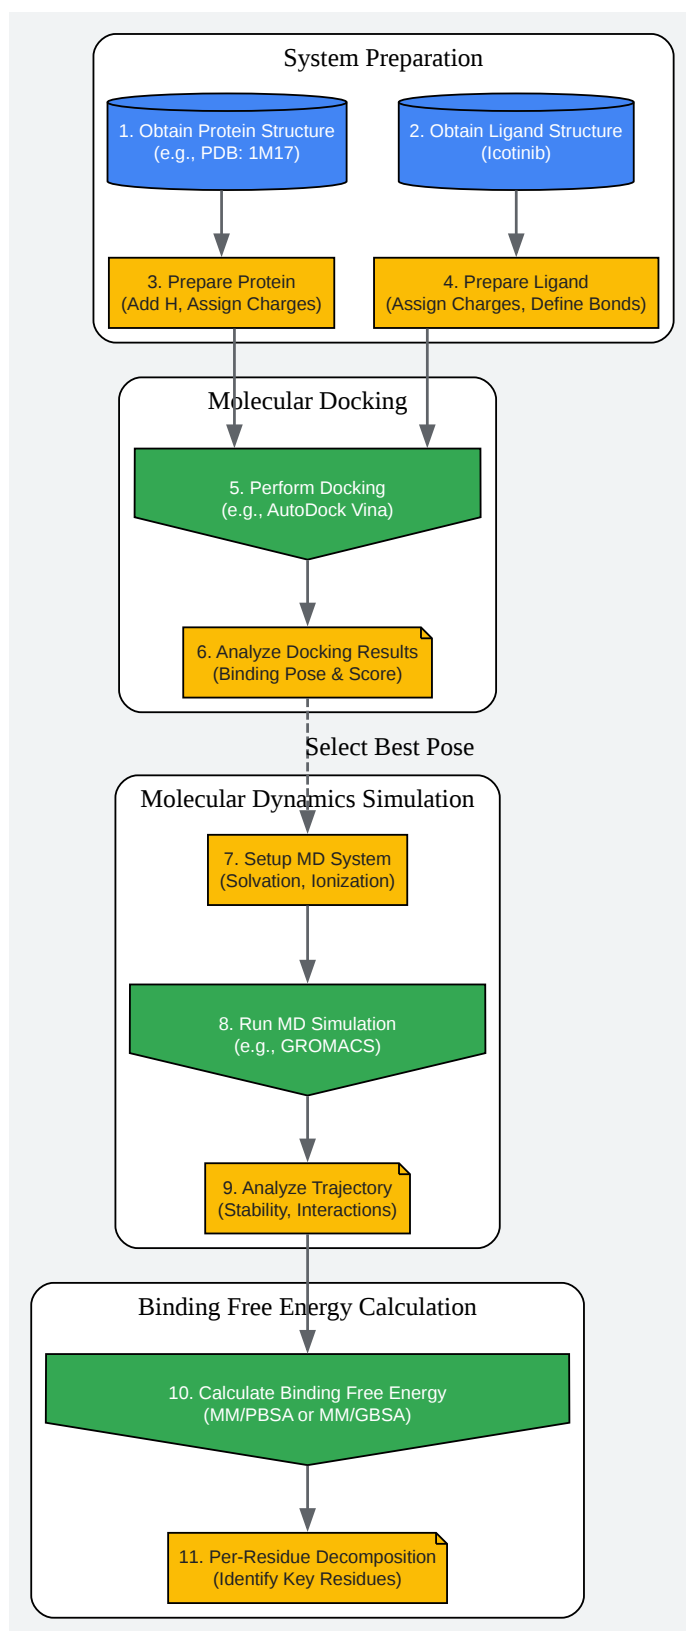 System Preparation
1. Obtain Protein Structure
(e.g., PDB: 1M17)
2. Obtain Ligand Structure
(Icotinib)
3. Prepare Protein
(Add H, Assign Charges)
4. Prepare Ligand
(Assign Charges, Define Bonds)
Molecular Docking
5. Perform Docking
(e.g., AutoDock Vina)
6. Analyze Docking Results
(Binding Pose & Score)
Select Best Pose
Molecular Dynamics Simulation
7. Setup MD System
(Solvation, Ionization)
8. Run MD Simulation
(e.g., GROMACS)
9. Analyze Trajectory
(Stability, Interactions)
Binding Free Energy Calculation
10. Calculate Binding Free Energy
(MM/PBSA or MM/GBSA)
11. Per-Residue Decomposition
(Identify Key Residues)